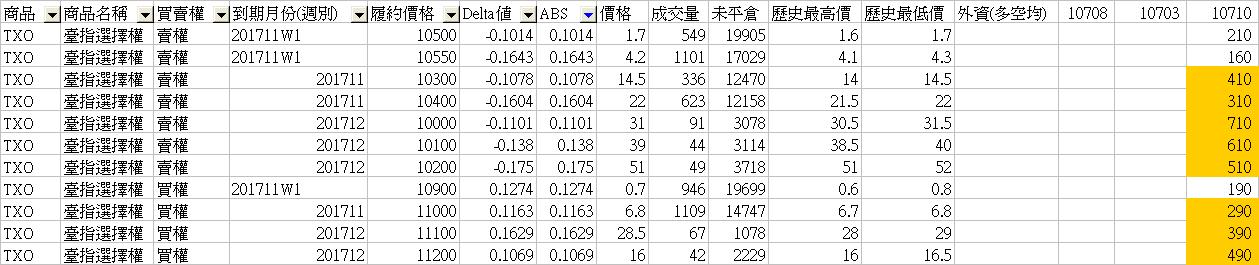 商品 商品名稱 買賣權 到期月份(週別) 履約價格 Delta值 ABS 價格 成交量 未平倉 歷史最高價 歷史最低價 外資(多空均) 10708 10703 10710
TXO 臺指選擇權 賣權 201711W1 10500 -0.1014 0.1014 1.7 549 19905 1.6 1.7 210
TXO 臺指選擇權 賣權 201711W1 10550 -0.1643 0.1643 4.2 1101 17029 4.1 4.3 160
TXO 臺指選擇權 賣權 201711 10300 -0.1078 0.1078 14.5 336 12470 14 14.5 410
TXO 臺指選擇權 賣權 201711 10400 -0.1604 0.1604 22 623 12158 21.5 22 310
TXO 臺指選擇權 賣權 201712 10000 -0.1101 0.1101 31 91 3078 30.5 31.5 710
TXO 臺指選擇權 賣權 201712 10100 -0.138 0.138 39 44 3114 38.5 40 610
TXO 臺指選擇權 賣權 201712 10200 -0.175 0.175 51 49 3718 51 52 510
TXO 臺指選擇權 買權 201711W1 10900 0.1274 0.1274 0.7 946 19699 0.6 0.8 190
TXO 臺指選擇權 買權 201711 11000 0.1163 0.1163 6.8 1109 14747 6.7 6.8 290
TXO 臺指選擇權 買權 201712 11100 0.1629 0.1629 28.5 67 1078 28 29 390
TXO 臺指選擇權 買權 201712 11200 0.1069 0.1069 16 42 2229 16 16.5 490